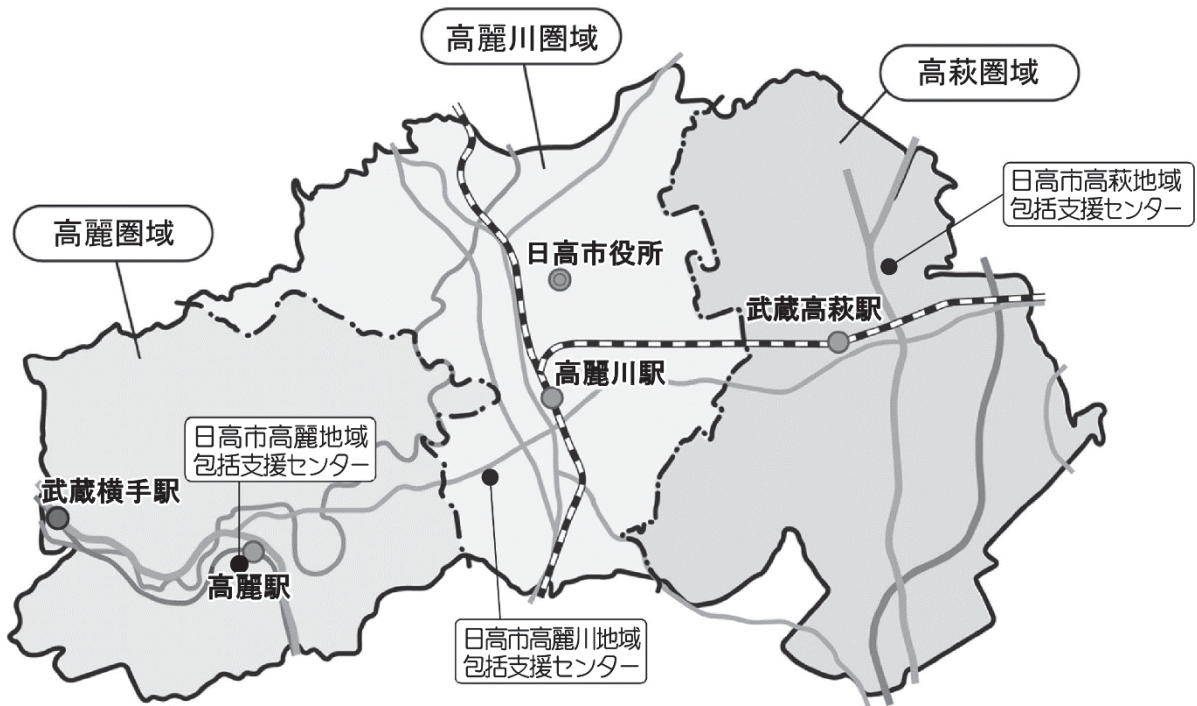 高麗川圏域
高萩圏域
日高市高萩地域
包括支援センター
高麗圏域
日高市役所
武蔵高萩駅
高麗川駅
日高市高麗地域
包括支援センター
武蔵横手駅
高麗駅
日高市高麗川地域
包括支援センター